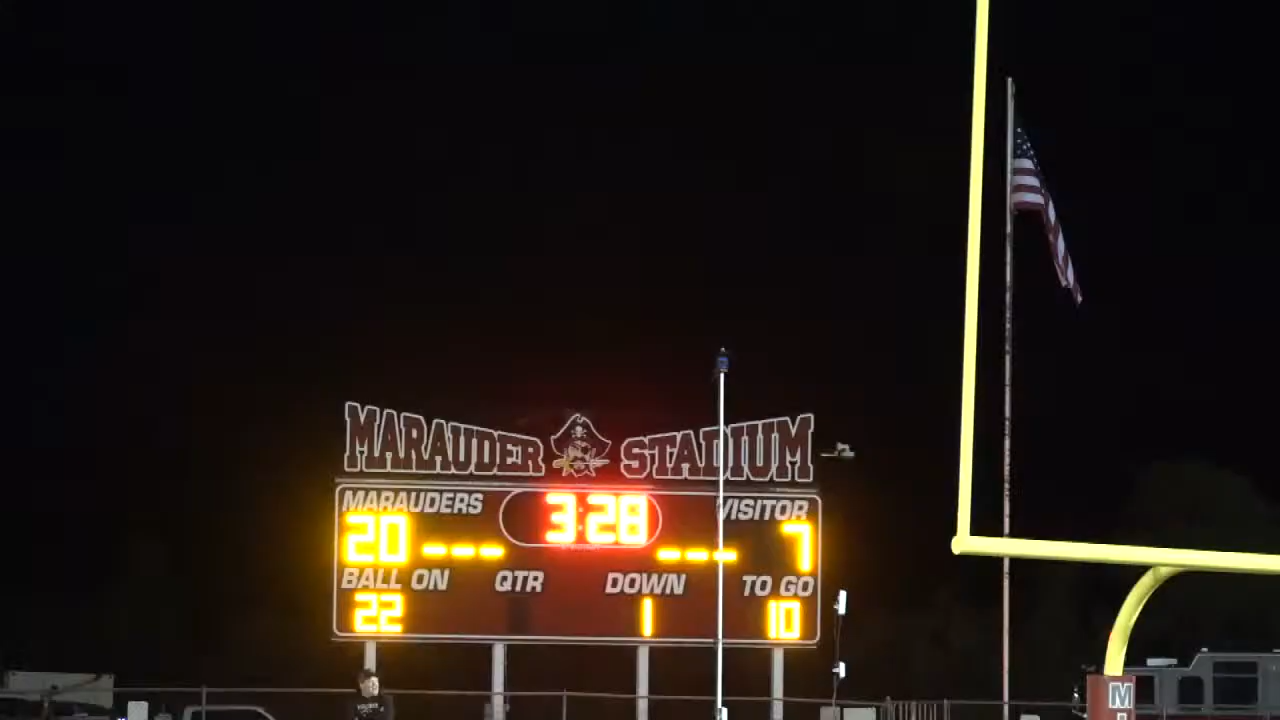 MARAUDER STADIUM
MARAUDERS 3:28 VISITOR
20 7
BALL ON QTR DOWN TO GO
22 1 10
M